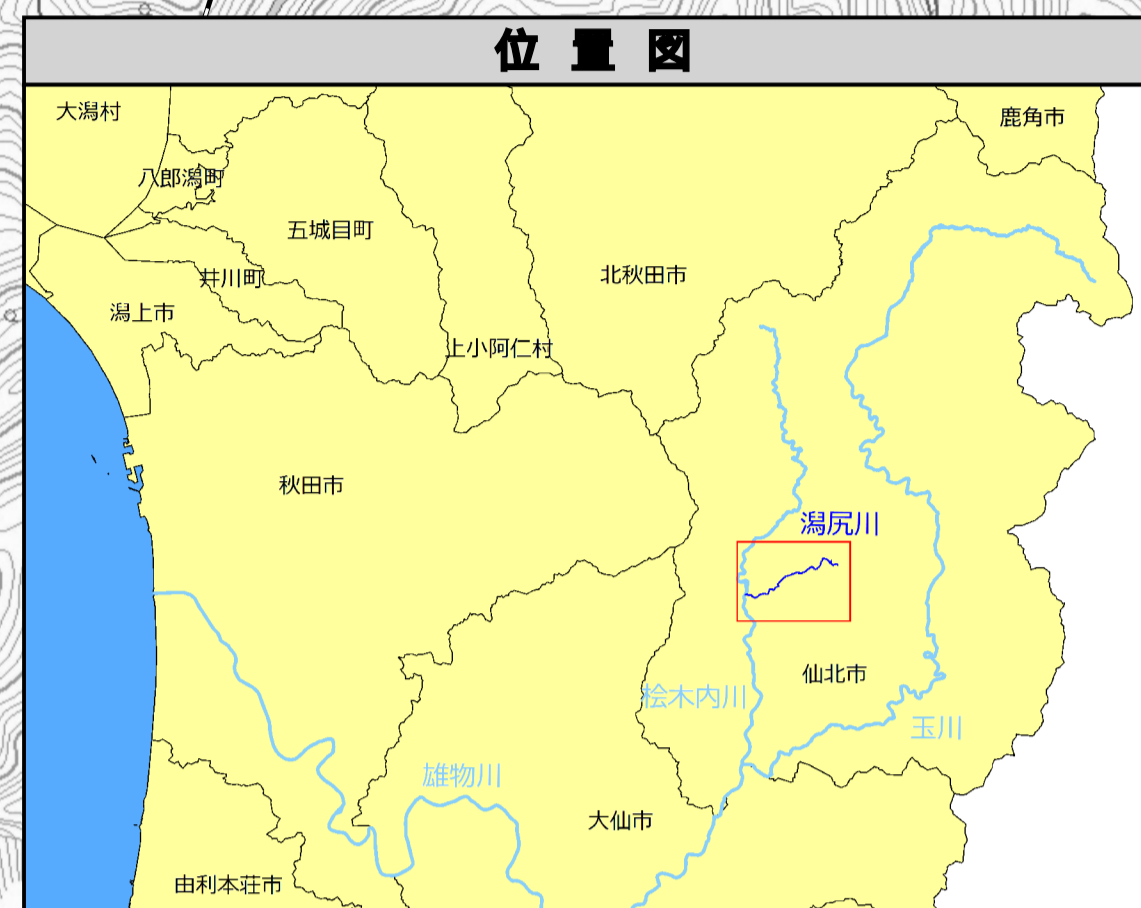 位置図
大潟村
鹿角市
八郎潟町
五城目町
北秋田市
井川町
潟上市
上小阿仁村
秋田市
潟尻川
仙北市
桧木内川
玉川
雄物川
大仙市
由利本荘市